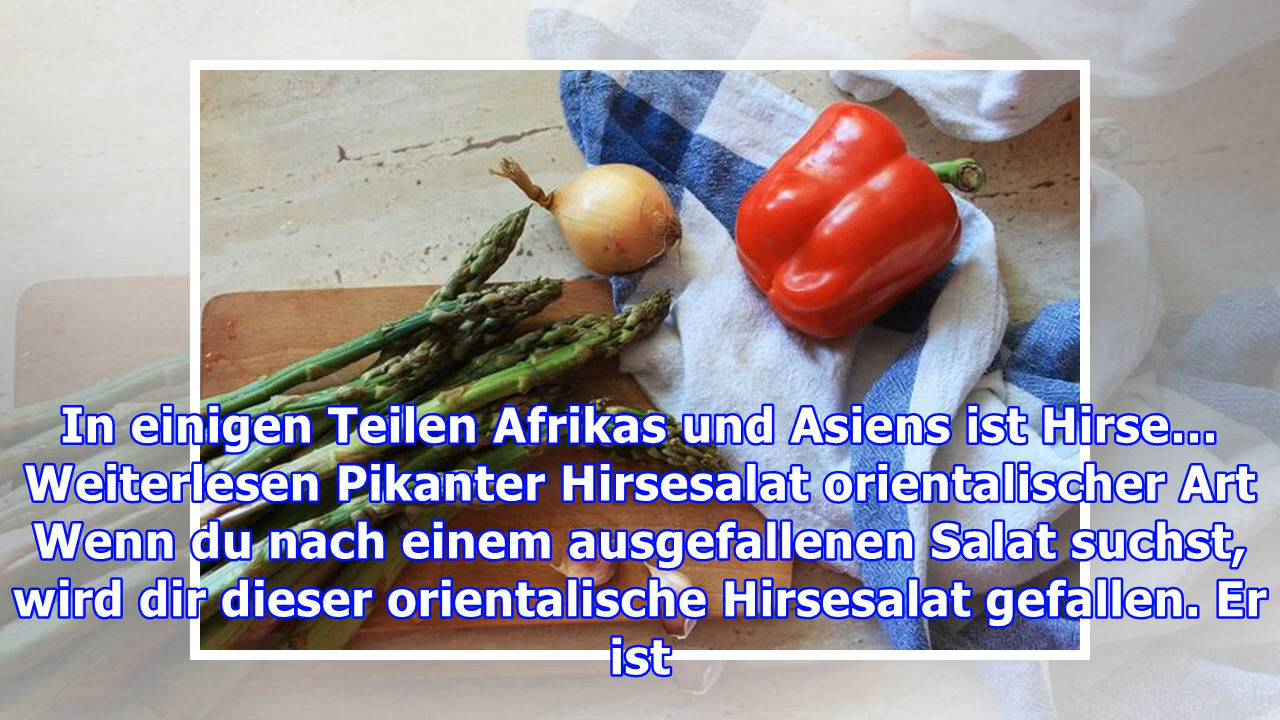 In einigen Teilen Afrikas und Asiens ist Hirse...
Weiterlesen Pikanter Hirsesalat orientalischer Art
Wenn du nach einem ausgefallenen Salat suchst,
wird dir dieser orientalische Hirsesalat gefallen. Er
ist